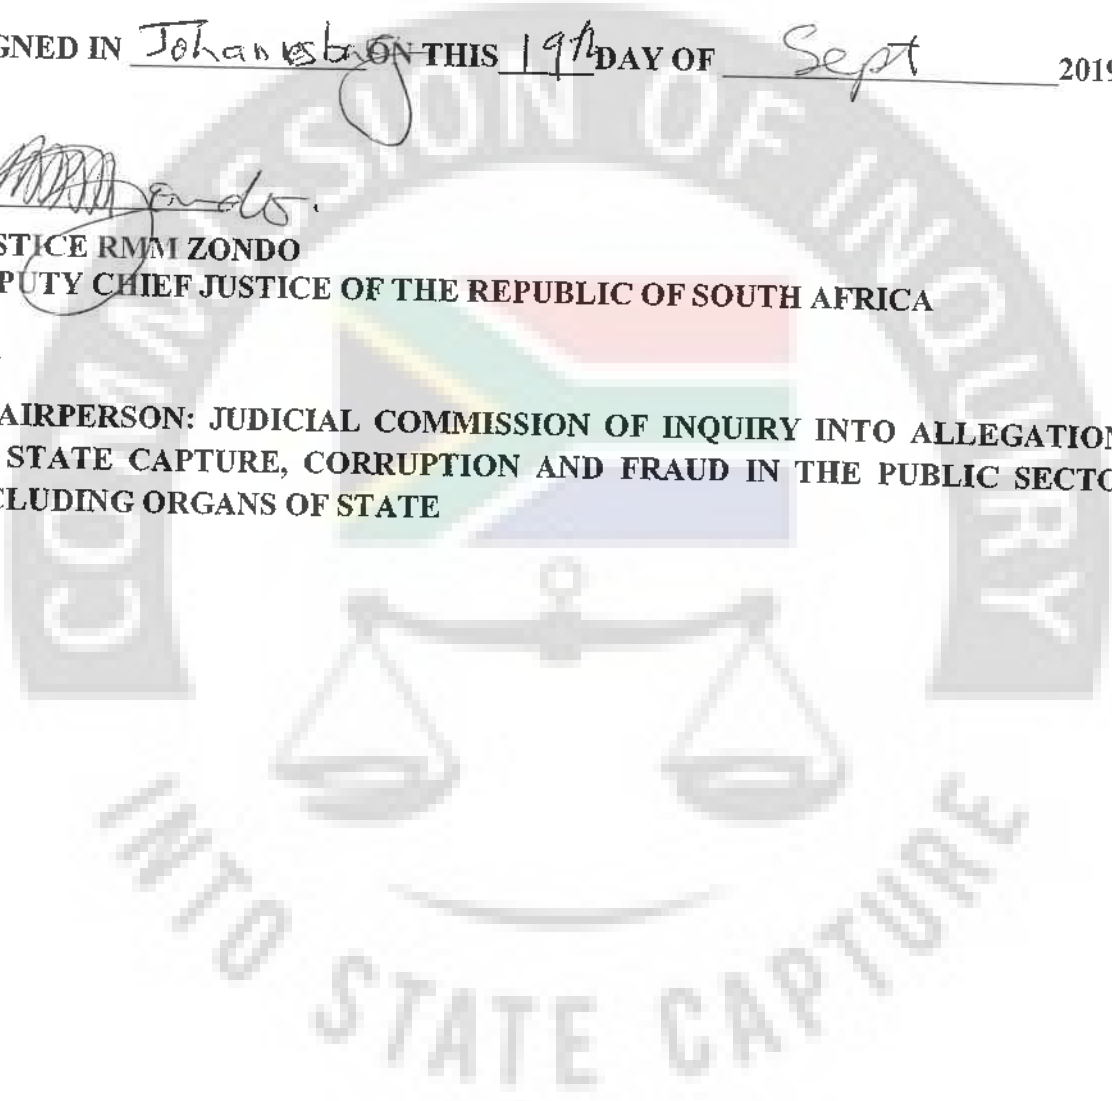 GNED IN Johannesburg ON THIS 19th DAY OF Sept 2019
Zondo.
STICE RMM ZONDO
PUTY CHIEF JUSTICE OF THE REPUBLIC OF SOUTH AFRICA
AIRPERSON: JUDICIAL COMMISSION OF INQUIRY INTO ALLEGATION
STATE CAPTURE, CORRUPTION AND FRAUD IN THE PUBLIC SECTO
CLUDING ORGANS OF STATE
COMMISSION OF INQUIRY
INTO STATE CAPTURE